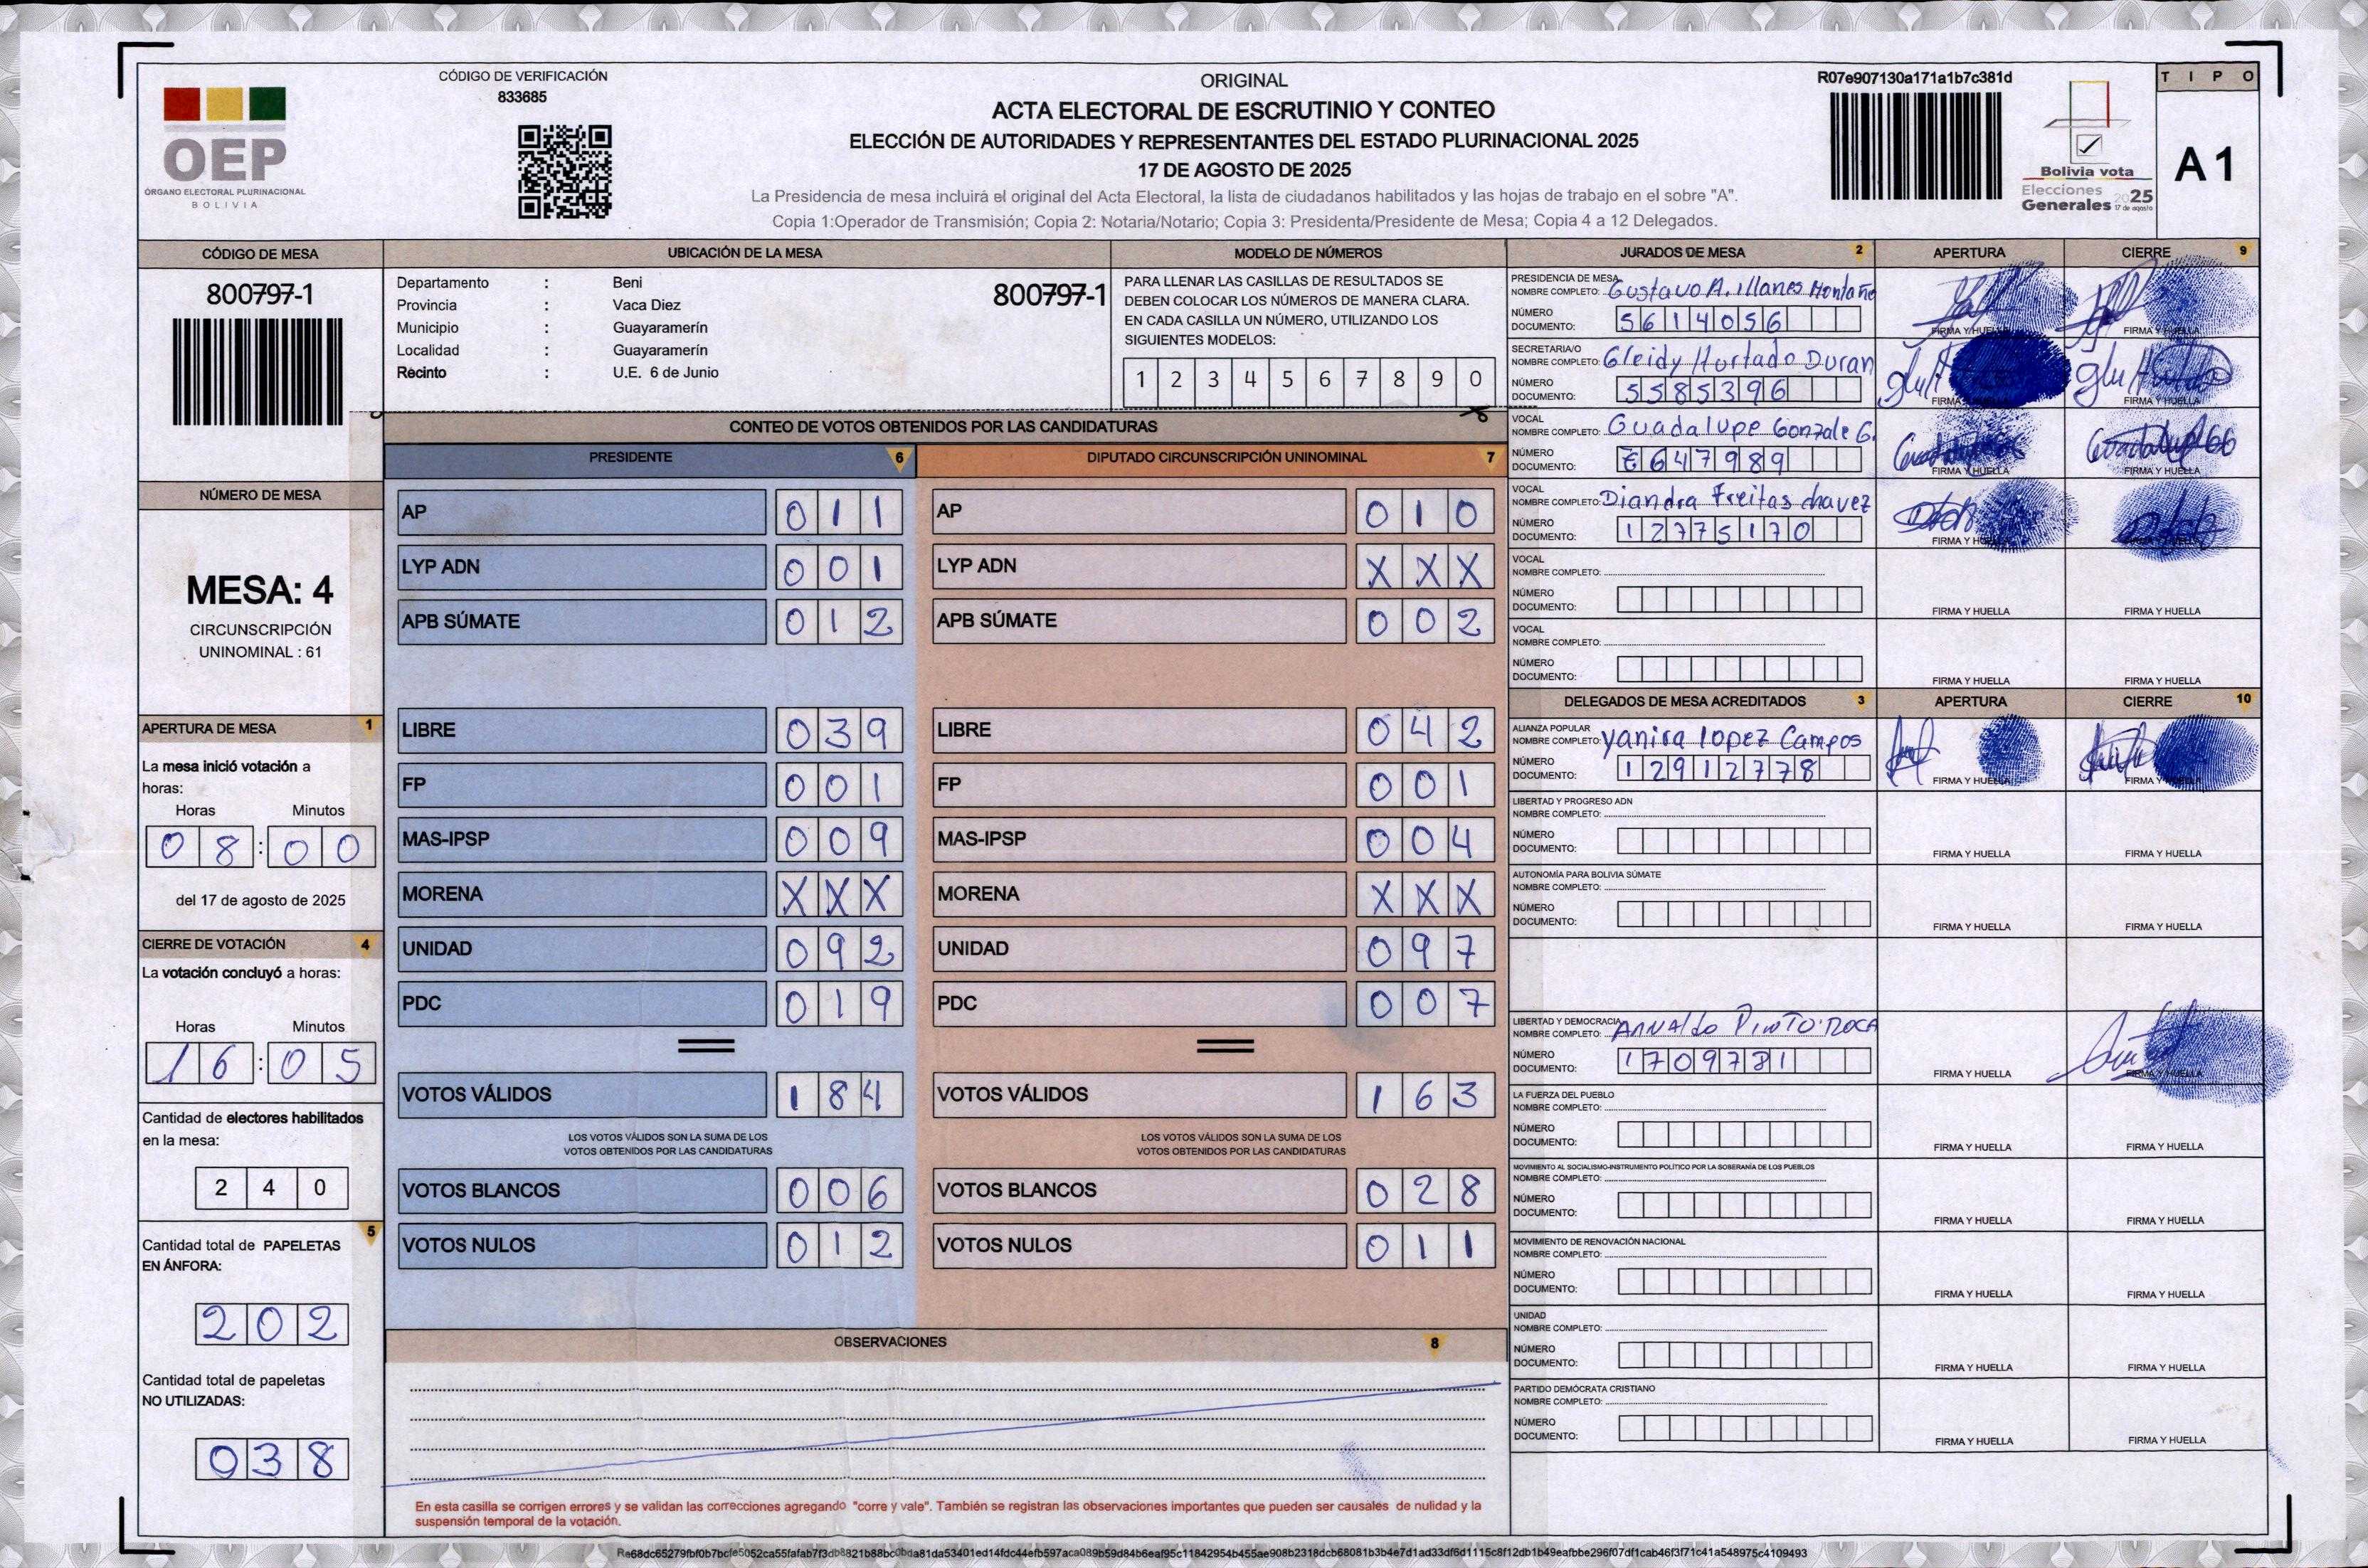 CÓDIGO DE VERIFICACIÓN
833685
OEP
ÓRGANO ELECTORAL PLURINACIONAL
BOLIVIA
ORIGINAL
ACTA ELECTORAL DE ESCRUTINIO Y CONTEO
ELECCIÓN DE AUTORIDADES Y REPRESENTANTES DEL ESTADO PLURINACIONAL 2025
17 DE AGOSTO DE 2025
La Presidencia de mesa incluirá el original del Acta Electoral, la lista de ciudadanos habilitados y las hojas de trabajo en el sobre "A".
Copia 1:Operador de Transmisión; Copia 2: Notaria/Notario; Copia 3: Presidenta/Presidente de Mesa; Copia 4 a 12 Delegados.
R07e907130a171a1b7c381d
Bolivia vota
Elecciones
Generales 2025
17 de agosto
TIPO
A1
CÓDIGO DE MESA
800797-1
UBICACIÓN DE LA MESA
Departamento : Beni
Provincia : Vaca Diez
Municipio : Guayaramerín
Localidad : Guayaramerín
Recinto : U.E. 6 de Junio
800797-1
MODELO DE NÚMEROS
PARA LLENAR LAS CASILLAS DE RESULTADOS SE
DEBEN COLOCAR LOS NÚMEROS DE MANERA CLARA.
EN CADA CASILLA UN NÚMERO, UTILIZANDO LOS
SIGUIENTES MODELOS:
1 2 3 4 5 6 7 8 9 0
NÚMERO DE MESA
MESA: 4
CIRCUNSCRIPCIÓN
UNINOMINAL : 61
APERTURA DE MESA 1
La mesa inició votación a
horas:
Horas Minutos
08:00
del 17 de agosto de 2025
CIERRE DE VOTACIÓN 4
La votación concluyó a horas:
Horas Minutos
16:05
Cantidad de electores habilitados
en la mesa:
240
5
Cantidad total de PAPELETAS
EN ÁNFORA:
202
Cantidad total de papeletas
NO UTILIZADAS:
038
CONTEO DE VOTOS OBTENIDOS POR LAS CANDIDATURAS
PRESIDENTE 6
AP 011
LYP ADN 001
APB SÚMATE 012
LIBRE 039
FP 001
MAS-IPSP 009
MORENA XXX
UNIDAD 092
PDC 019
VOTOS VÁLIDOS 184
LOS VOTOS VÁLIDOS SON LA SUMA DE LOS
VOTOS OBTENIDOS POR LAS CANDIDATURAS
VOTOS BLANCOS 006
VOTOS NULOS 012
DIPUTADO CIRCUNSCRIPCIÓN UNINOMINAL 7
AP 010
LYP ADN XXX
APB SÚMATE 002
LIBRE 042
FP 001
MAS-IPSP 004
MORENA XXX
UNIDAD 097
PDC 007
VOTOS VÁLIDOS 163
LOS VOTOS VÁLIDOS SON LA SUMA DE LOS
VOTOS OBTENIDOS POR LAS CANDIDATURAS
VOTOS BLANCOS 028
VOTOS NULOS 011
OBSERVACIONES 8
En esta casilla se corrigen errores y se validan las correcciones agregando "corre y vale". También se registran las observaciones importantes que pueden ser causales de nulidad y la
suspensión temporal de la votación.
JURADOS DE MESA 2 APERTURA CIERRE 9
PRESIDENCIA DE MESA
NOMBRE COMPLETO: Gustavo A. illanes Montaño
NÚMERO
DOCUMENTO: 5614056
FIRMA Y HUELLA FIRMA Y HUELLA
SECRETARIA/O
NOMBRE COMPLETO: Gleidy Hurtado Duran
NÚMERO
DOCUMENTO: 5585396
FIRMA Y HUELLA FIRMA Y HUELLA
VOCAL
NOMBRE COMPLETO: Guadalupe Gonzale G.
NÚMERO
DOCUMENTO: 647989
FIRMA Y HUELLA FIRMA Y HUELLA
VOCAL
NOMBRE COMPLETO: Diandra Freitas chavez
NÚMERO
DOCUMENTO: 12775170
FIRMA Y HUELLA FIRMA Y HUELLA
VOCAL
NOMBRE COMPLETO:
NÚMERO
DOCUMENTO:
FIRMA Y HUELLA FIRMA Y HUELLA
VOCAL
NOMBRE COMPLETO:
NÚMERO
DOCUMENTO:
FIRMA Y HUELLA FIRMA Y HUELLA
DELEGADOS DE MESA ACREDITADOS 3 APERTURA CIERRE 10
ALIANZA POPULAR
NOMBRE COMPLETO: Yanira lopez Campos
NÚMERO
DOCUMENTO: 12912778
FIRMA Y HUELLA FIRMA Y HUELLA
LIBERTAD Y PROGRESO ADN
NOMBRE COMPLETO:
NÚMERO
DOCUMENTO:
FIRMA Y HUELLA FIRMA Y HUELLA
AUTONOMÍA PARA BOLIVIA SÚMATE
NOMBRE COMPLETO:
NÚMERO
DOCUMENTO:
FIRMA Y HUELLA FIRMA Y HUELLA
LIBERTAD Y DEMOCRACIA
NOMBRE COMPLETO: ARNAldo PINTO ROCA
NÚMERO
DOCUMENTO: 1709781
FIRMA Y HUELLA FIRMA Y HUELLA
LA FUERZA DEL PUEBLO
NOMBRE COMPLETO:
NÚMERO
DOCUMENTO:
FIRMA Y HUELLA FIRMA Y HUELLA
MOVIMIENTO AL SOCIALISMO-INSTRUMENTO POLÍTICO POR LA SOBERANÍA DE LOS PUEBLOS
NOMBRE COMPLETO:
NÚMERO
DOCUMENTO:
FIRMA Y HUELLA FIRMA Y HUELLA
MOVIMIENTO DE RENOVACIÓN NACIONAL
NOMBRE COMPLETO:
NÚMERO
DOCUMENTO:
FIRMA Y HUELLA FIRMA Y HUELLA
UNIDAD
NOMBRE COMPLETO:
NÚMERO
DOCUMENTO:
FIRMA Y HUELLA FIRMA Y HUELLA
PARTIDO DEMÓCRATA CRISTIANO
NOMBRE COMPLETO:
NÚMERO
DOCUMENTO:
FIRMA Y HUELLA FIRMA Y HUELLA